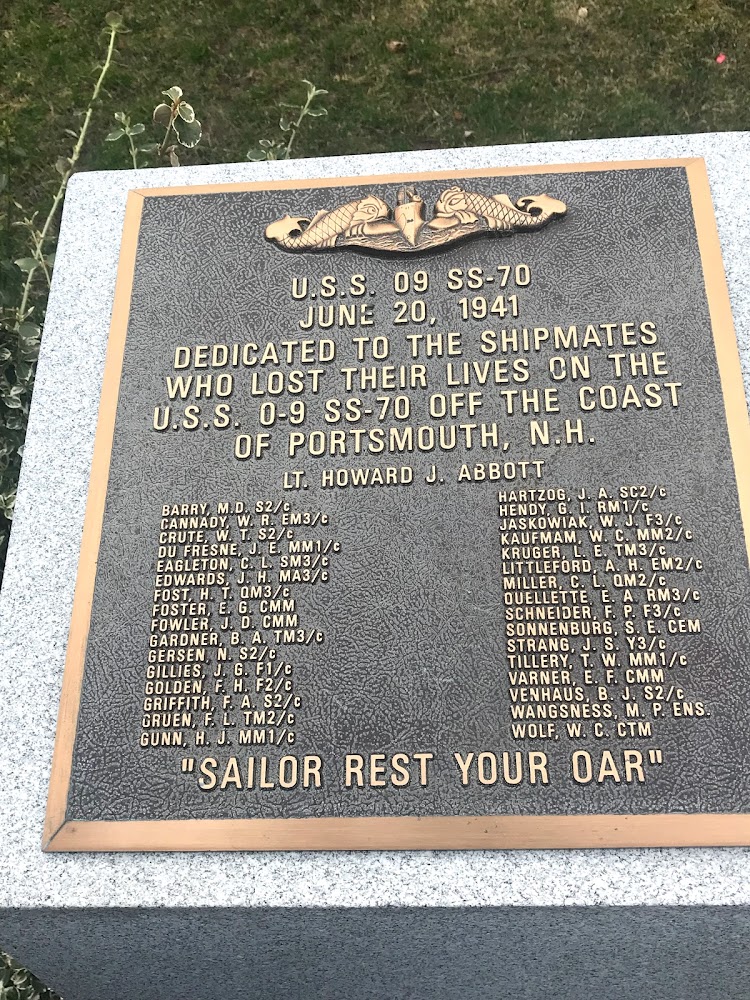 U.S.S. 09 SS-70
JUNE 20, 1941
DEDICATED TO THE SHIPMATES
WHO LOST THEIR LIVES ON THE
U.S.S. O-9 SS-70 OFF THE COAST
OF PORTSMOUTH, N.H.
LT. HOWARD J. ABBOTT
BARRY, M.D. S2/c
CANNADY, W. R. EM3/c
CRUTE, W. T. S2/c
DU FRESNE, J. E. MM1/c
EAGLETON, C. L. SM3/c
EDWARDS, J. H. MA3/c
FOST, H. T. QM3/c
FOSTER, E. G. CMM
FOWLER, J. D. CMM
GARDNER, B. A. TM3/c
GERSEN, N. S2/c
GILLIES, J. G. F1/c
GOLDEN, F. H. F2/c
GRIFFITH, F. A. S2/c
GRUEN, F. L. TM2/c
GUNN, H. J. MM1/c
HARTZOG, J. A. SC2/c
HENDY, G. I. RM1/c
JASKOWIAK, W. J. F3/c
KAUFMAM, W. C. MM2/c
KRUGER, L. E. TM3/c
LITTLEFORD, A. H. EM2/c
MILLER, C. L. QM2/c
OUELLETTE, E. A. RM3/c
SCHNEIDER, F. P. F3/c
SONNENBURG, S. E. CEM
STRANG, J. S. Y3/c
TILLERY, T. W. MM1/c
VARNER, E. F. CMM
VENHAUS, B. J. S2/c
WANGSNESS, M. P. ENS.
WOLF, W. C. CTM
"SAILOR REST YOUR OAR"